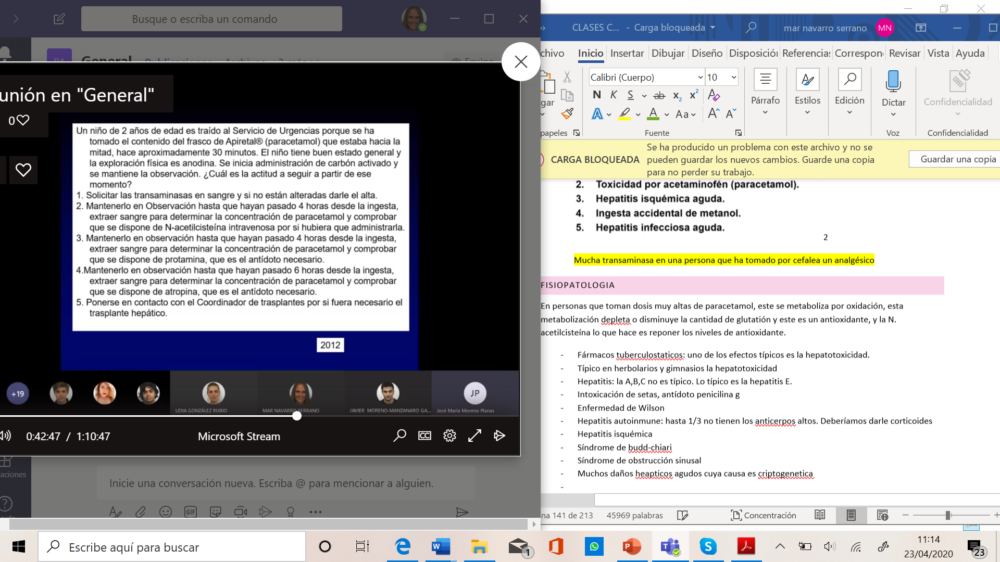 Busque o escriba un comando
General
unión en "General"
0
Un niño de 2 años de edad es traído al Servicio de Urgencias porque se ha
tomado el contenido del frasco de Apiretal® (paracetamol) que estaba hacia la
mitad, hace aproximadamente 30 minutos. El niño tiene buen estado general y
la exploración física es anodina. Se inicia administración de carbón activado y
se mantiene la observación. ¿Cuál es la actitud a seguir a partir de ese
momento?
1. Solicitar las transaminasas en sangre y si no están alteradas darle el alta.
2. Mantenerlo en Observación hasta que hayan pasado 4 horas desde la ingesta,
extraer sangre para determinar la concentración de paracetamol y comprobar
que se dispone de N-acetilcisteína intravenosa por si hubiera que administrarla.
3. Mantenerlo en observación hasta que hayan pasado 4 horas desde la ingesta,
extraer sangre para determinar la concentración de paracetamol y comprobar
que se dispone de protamina, que es el antídoto necesario.
4.Mantenerlo en observación hasta que hayan pasado 6 horas desde la ingesta,
extraer sangre para determinar la concentración de paracetamol y comprobar
que se dispone de atropina, que es el antídoto necesario.
5. Ponerse en contacto con el Coordinador de trasplantes por si fuera necesario el
trasplante hepático.
2012
+19
JP
LIDIA GONZÁLEZ RUBIO
MAR NAVARRO SERRANO
JAVIER MORENO-MANZANARO GA...
José María Moreno Planas
0:42:47 / 1:10:47
Microsoft Stream
CC
aciones
Inicie una conversación nueva. Escriba @ para mencionar a alguien.
GIF
CLASES C... - Carga bloqueada
mar navarro serrano
MN
chivo Inicio Insertar Dibujar Diseño Disposición Referencias Correspon Revisar Vista Ayuda
gar
Calibri (Cuerpo) 10
N K S ab x2 x2 A
A A Aa A A
Párrafo
Estilos
Edición
Dictar
Confidencialidad
papeles
Fuente
Voz
Confidencialidad
CARGA BLOQUEADA
Se ha producido un problema con este archivo y no se
pueden guardar los nuevos cambios. Guarde una copia
para no perder su trabajo.
Guardar una copia
2. Toxicidad por acetaminofén (paracetamol).
3. Hepatitis isquémica aguda.
4. Ingesta accidental de metanol.
5. Hepatitis infecciosa aguda.
2
Mucha transaminasa en una persona que ha tomado por cefalea un analgésico
FISIOPATOLOGIA
En personas que toman dosis muy altas de paracetamol, este se metaboliza por oxidación, esta
metabolización depleta o disminuye la cantidad de glutatión y este es un antioxidante, y la N.
acetilcisteína lo que hace es reponer los niveles de antioxidante.
- Fármacos tuberculostaticos: uno de los efectos típicos es la hepatotoxicidad.
- Típico en herbolarios y gimnasios la hepatotoxicidad
- Hepatitis: la A,B,C no es típico. Lo típico es la hepatitis E.
- Intoxicación de setas, antídoto penicilina g
- Enfermedad de Wilson
- Hepatitis autoinmune: hasta 1/3 no tienen los anticerpos altos. Deberíamos darle corticoides
- Hepatitis isquémica
- Síndrome de budd-chiari
- Síndrome de obstrucción sinusal
- Muchos daños heapticos agudos cuya causa es criptogenetica
-
na 141 de 213
45969 palabras
Concentración
Escribe aquí para buscar
1
11:14
23/04/2020
23